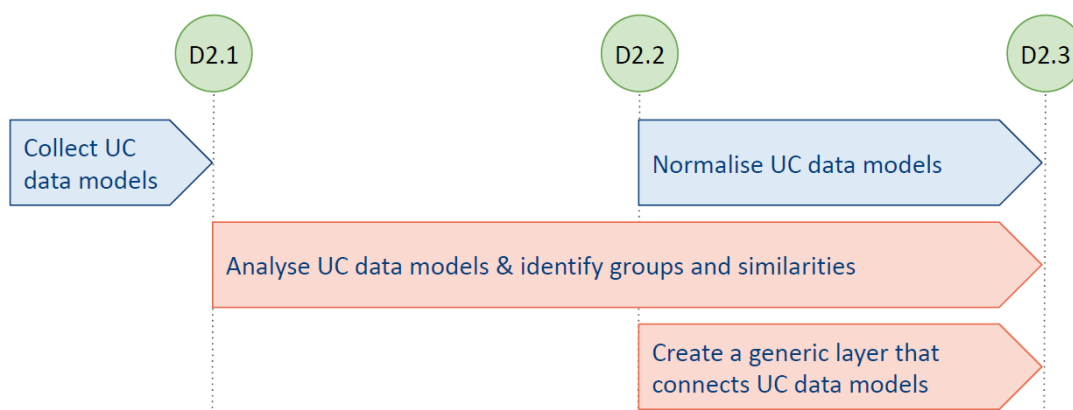 D2.1
D2.2
D2.3
Collect UC
data models
Normalise UC data models
Analyse UC data models & identify groups and similarities
Create a generic layer that
connects UC data models